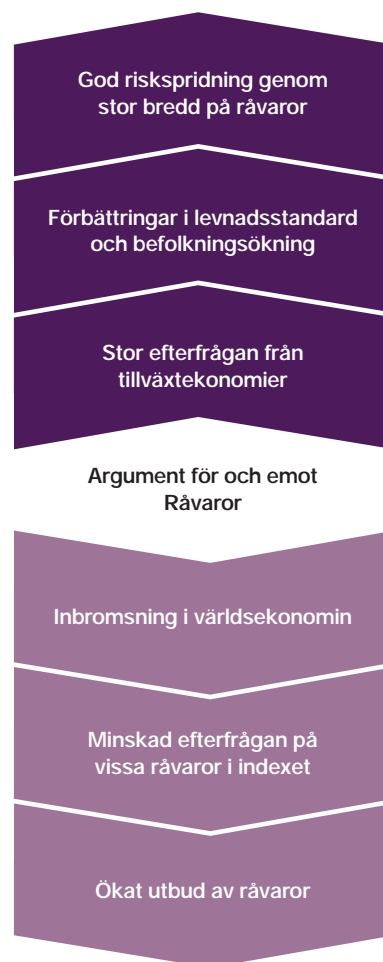 God riskspridning genom
stor bredd på råvaror
Förbättringar i levnadsstandard
och befolkningsökning
Stor efterfrågan från
tillväxtekonomier
Argument för och emot
Råvaror
Inbromsning i världsekonomin
Minskad efterfrågan på
vissa råvaror i indexet
Ökat utbud av råvaror